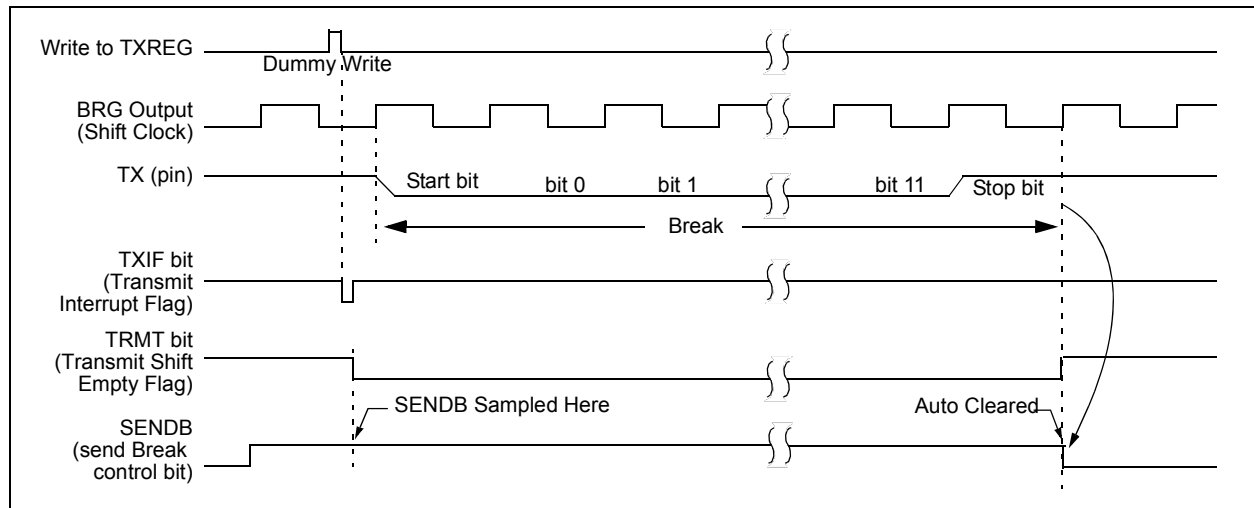 Write to TXREG
Dummy Write
BRG Output
(Shift Clock)
TX (pin)
Start bit
bit 0
bit 1
bit 11
Stop bit
Break
TXIF bit
(Transmit
Interrupt Flag)
TRMT bit
(Transmit Shift
Empty Flag)
SENDB Sampled Here
Auto Cleared
SENDB
(send Break
control bit)